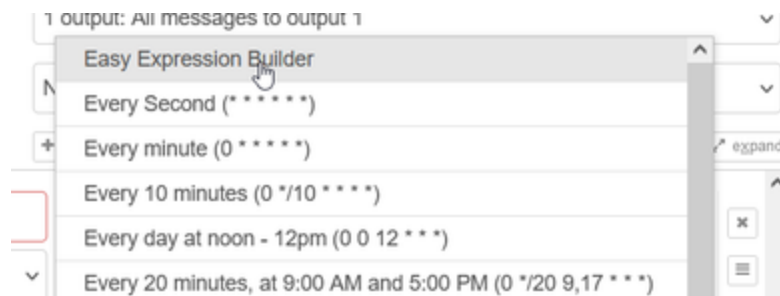 1 output: All messages to output 1
Easy Expression Builder
N
Every Second (* * * * * *)
Every minute (0 * * * * *)
expand
Every 10 minutes (0 */10 * * * *)
Every day at noon - 12pm (0 0 12 * * *)
Every 20 minutes, at 9:00 AM and 5:00 PM (0 */20 9,17 * * *)